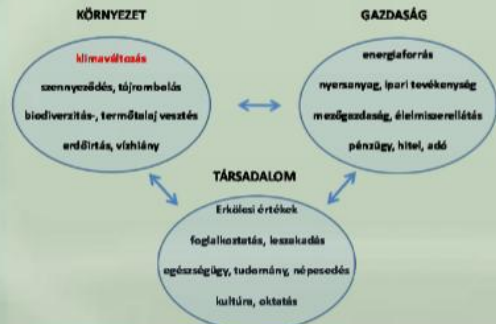 KÖRNYEZET
klímaváltozás
szennyeződés, tájrombolás
biodiverzitás-, termőtalaj vesztés
erdőirtás, vízhiány
GAZDASÁG
energiaforrás
nyersanyag, ipari tevékenység
mezőgazdaság, élelmiszerellátás
pénzügy, hitel, adó
TÁRSADALOM
Erkölcsi értékek
foglalkoztatás, leszakadás
egészségügy, tudomány, népesedés
kultúra, oktatás